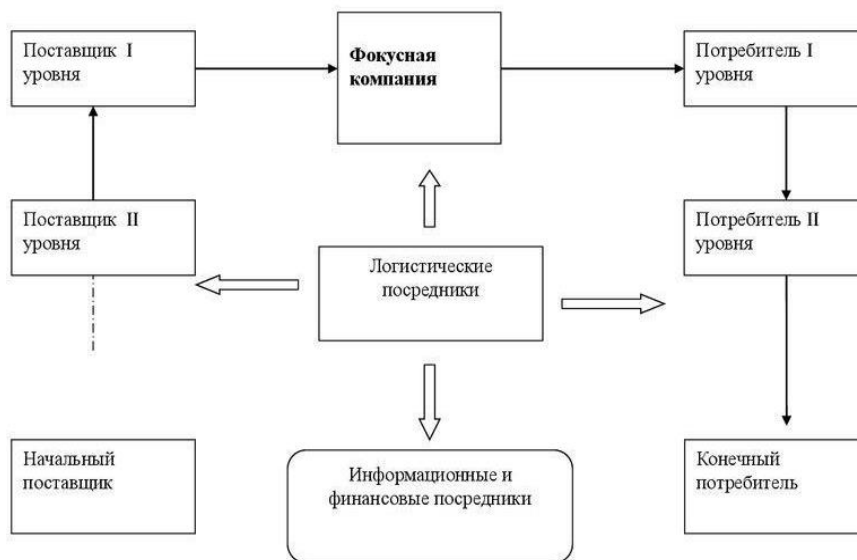 Поставщик I
уровня
Фокусная
компания
Потребитель I
уровня
Поставщик II
уровня
Логистические
посредники
Потребитель II
уровня
Начальный
поставщик
Информационные и
финансовые посредники
Конечный
потребитель